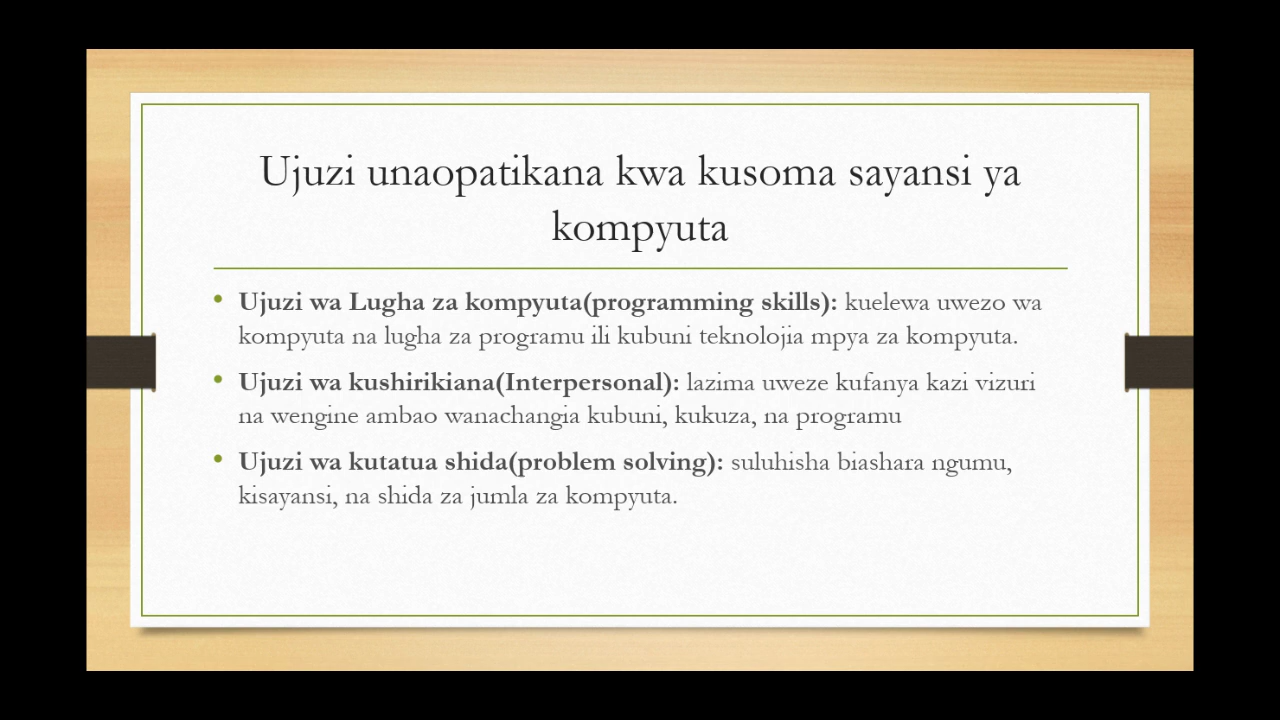 Ujuzi unaopatikana kwa kusoma sayansi ya
kompyuta
• Ujuzi wa Lugha za kompyuta(programming skills): kuelewa uwezo wa
kompyuta na lugha za programu ili kubuni teknolojia mpya za kompyuta.
• Ujuzi wa kushirikiana(Interpersonal): lazima uweze kufanya kazi vizuri
na wengine ambao wanachangia kubuni, kukuza, na programu
• Ujuzi wa kutatua shida(problem solving): suluhisha biashara ngumu,
kisayansi, na shida za jumla za kompyuta.